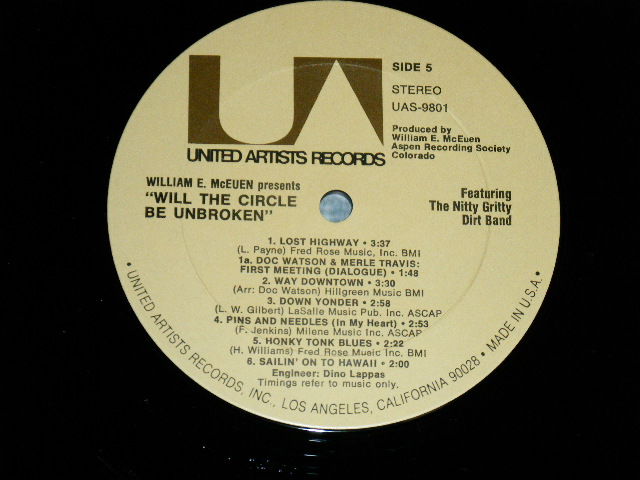 UA
UNITED ARTISTS RECORDS
SIDE 5
STEREO
UAS-9801
Produced by
William E. McEuen
Aspen Recording Society
Colorado
WILLIAM E. McEUEN presents
"WILL THE CIRCLE
BE UNBROKEN"
Featuring
The Nitty Gritty
Dirt Band
1. LOST HIGHWAY • 3:37
(L. Payne) Fred Rose Music, Inc. BMI
1a. DOC WATSON & MERLE TRAVIS:
FIRST MEETING (DIALOGUE) • 1:48
2. WAY DOWNTOWN • 3:30
(Arr: Doc Watson) Hillgreen Music BMI
3. DOWN YONDER • 2:58
(L. W. Gilbert) LaSalle Music Pub. Inc. ASCAP
4. PINS AND NEEDLES (In My Heart) • 2:53
(F. Jenkins) Milene Music Inc. ASCAP
5. HONKY TONK BLUES • 2:22
(H. Williams) Fred Rose Music Inc. BMI
6. SAILIN' ON TO HAWAII • 2:00
Engineer: Dino Lappas
Timings refer to music only.
• UNITED ARTISTS RECORDS, INC., LOS ANGELES, CALIFORNIA 90028 • MADE IN U.S.A. •